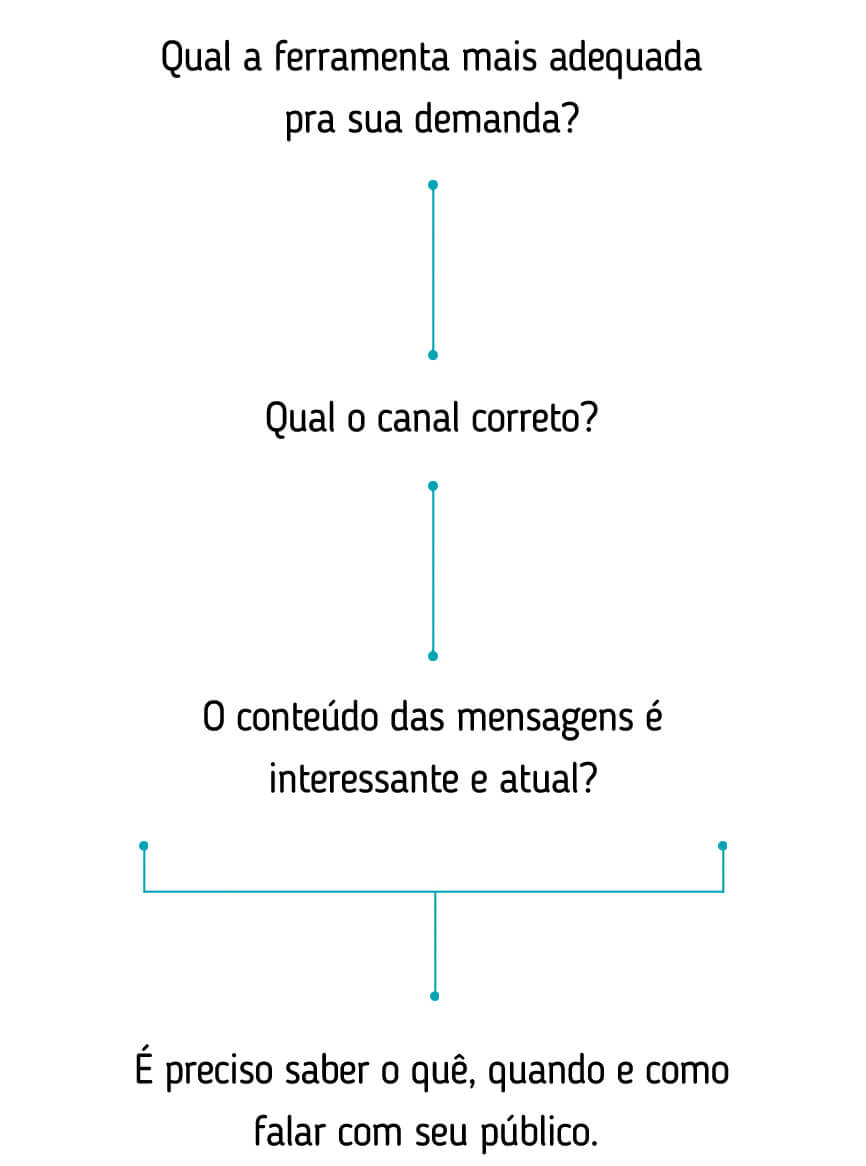 Qual a ferramenta mais adequada
pra sua demanda?
Qual o canal correto?
O conteúdo das mensagens é
interessante e atual?
É preciso saber o quê, quando e como
falar com seu público.